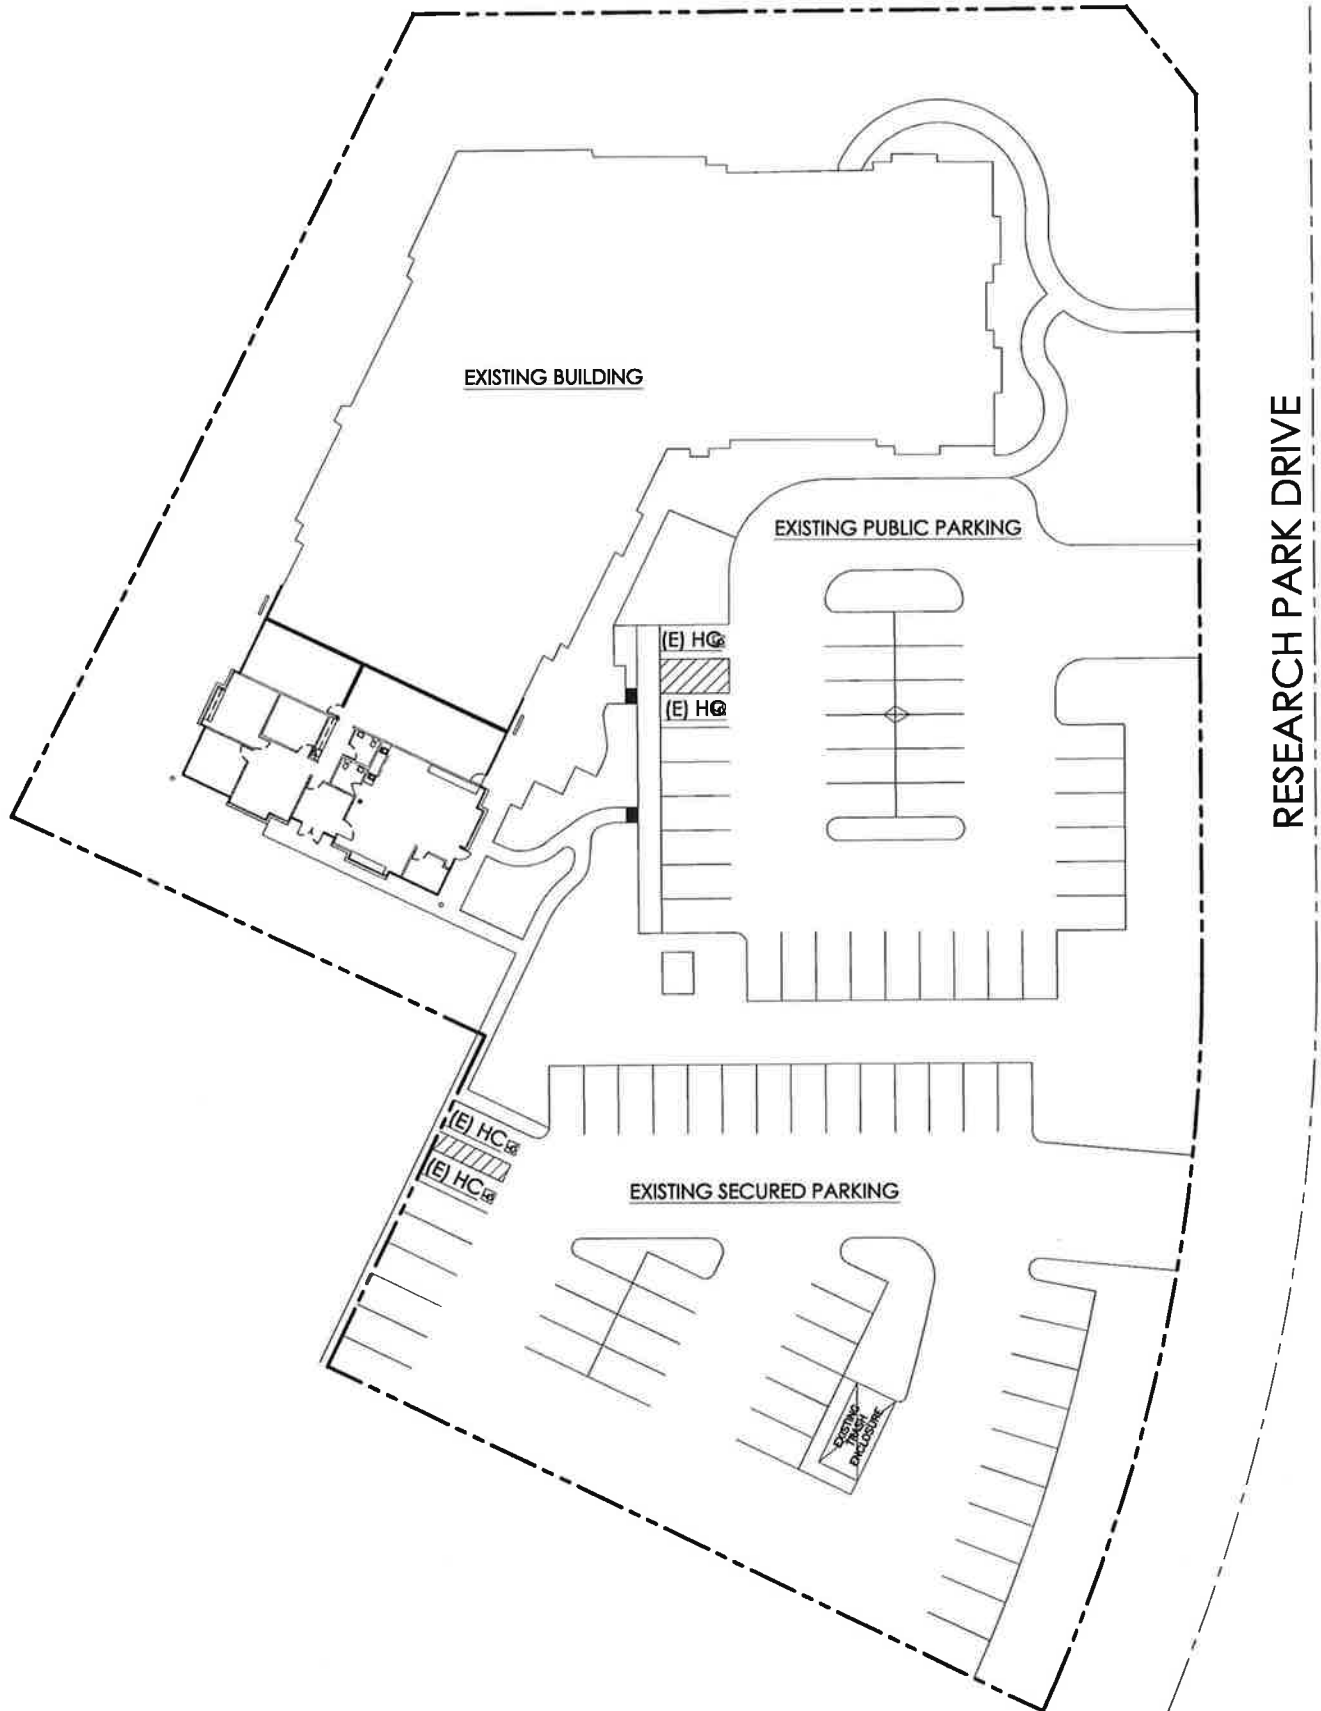 EXISTING BUILDING
RESEARCH PARK DRIVE
EXISTING PUBLIC PARKING
(E) HC
(E) HC
(E) HC
(E) HC
EXISTING SECURED PARKING
EXISTING
TRASH
ENCLOSURE